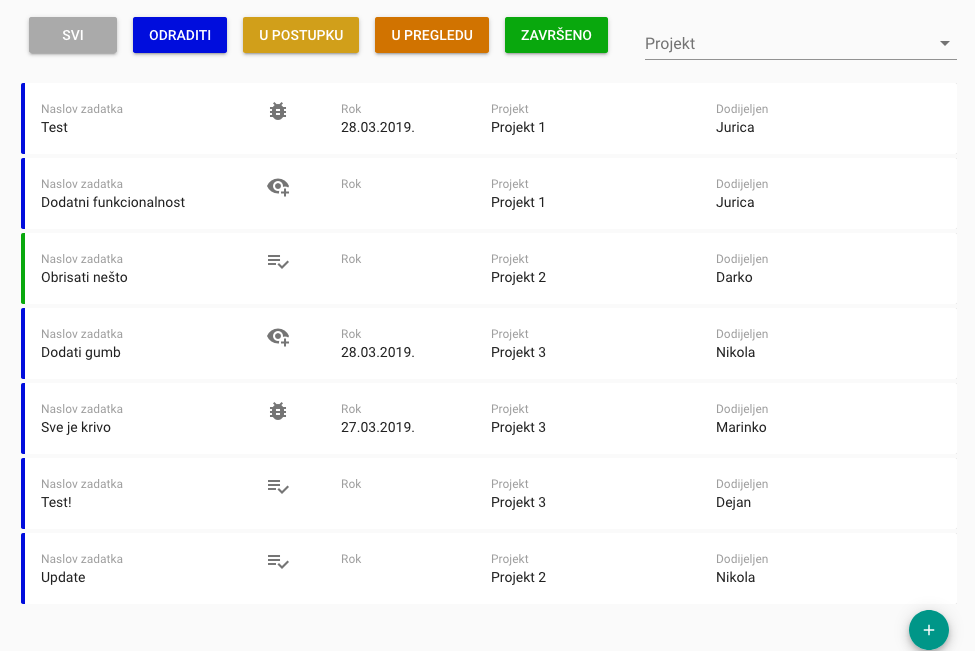 SVI ODRADITI U POSTUPKU U PREGLEDU ZAVRŠENO Projekt
Naslov zadatka Rok Projekt Dodijeljen
Test 28.03.2019. Projekt 1 Jurica
Naslov zadatka Rok Projekt Dodijeljen
Dodatni funkcionalnost Projekt 1 Jurica
Naslov zadatka Rok Projekt Dodijeljen
Obrisati nešto Projekt 2 Darko
Naslov zadatka Rok Projekt Dodijeljen
Dodati gumb 28.03.2019. Projekt 3 Nikola
Naslov zadatka Rok Projekt Dodijeljen
Sve je krivo 27.03.2019. Projekt 3 Marinko
Naslov zadatka Rok Projekt Dodijeljen
Test! Projekt 3 Dejan
Naslov zadatka Rok Projekt Dodijeljen
Update Projekt 2 Nikola
+